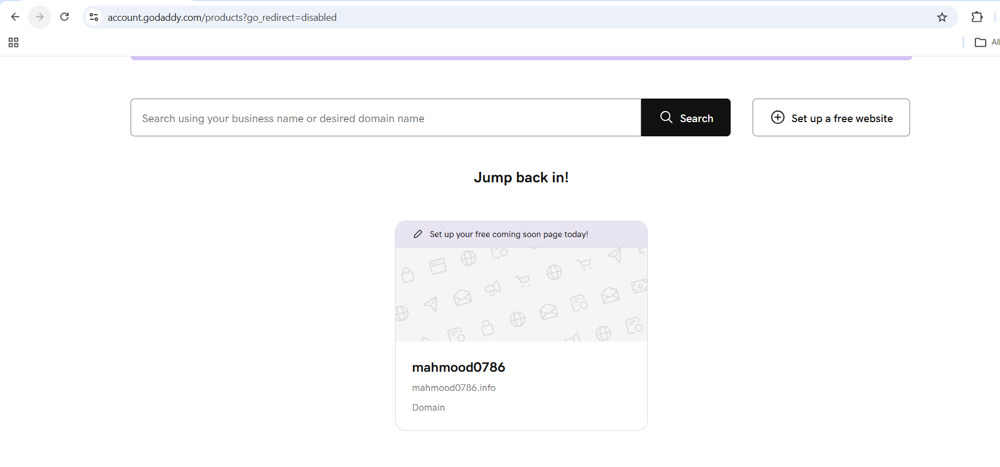 account.godaddy.com/products?go_redirect=disabled
All
Search using your business name or desired domain name
Search
Set up a free website
Jump back in!
Set up your free coming soon page today!
mahmood0786
mahmood0786.info
Domain